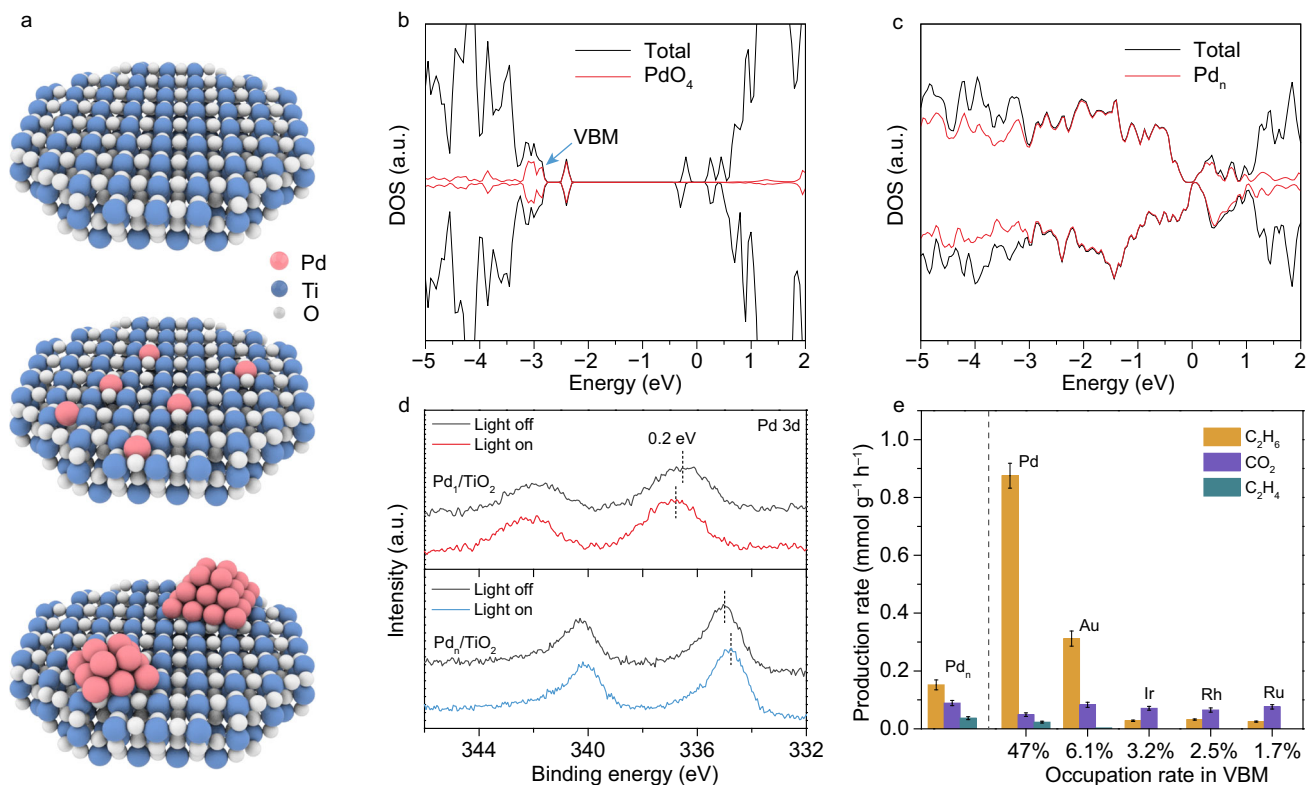 a
Pd
Ti
O
b
Total
PdO₄
VBM
DOS (a.u.)
−5 −4 −3 −2 −1 0 1 2
Energy (eV)
c
Total
Pdₙ
DOS (a.u.)
−5 −4 −3 −2 −1 0 1 2
Energy (eV)
d
Light off
Light on
0.2 eV
Pd 3d
Pd₁/TiO₂
Light off
Light on
Pdₙ/TiO₂
Intensity (a.u.)
344 340 336 332
Binding energy (eV)
e
C₂H₆
CO₂
C₂H₄
Pd
Au
Pdₙ
Ir
Rh
Ru
Production rate (mmol g⁻¹ h⁻¹)
1.0
0.8
0.6
0.4
0.2
0.0
47% 6.1% 3.2% 2.5% 1.7%
Occupation rate in VBM